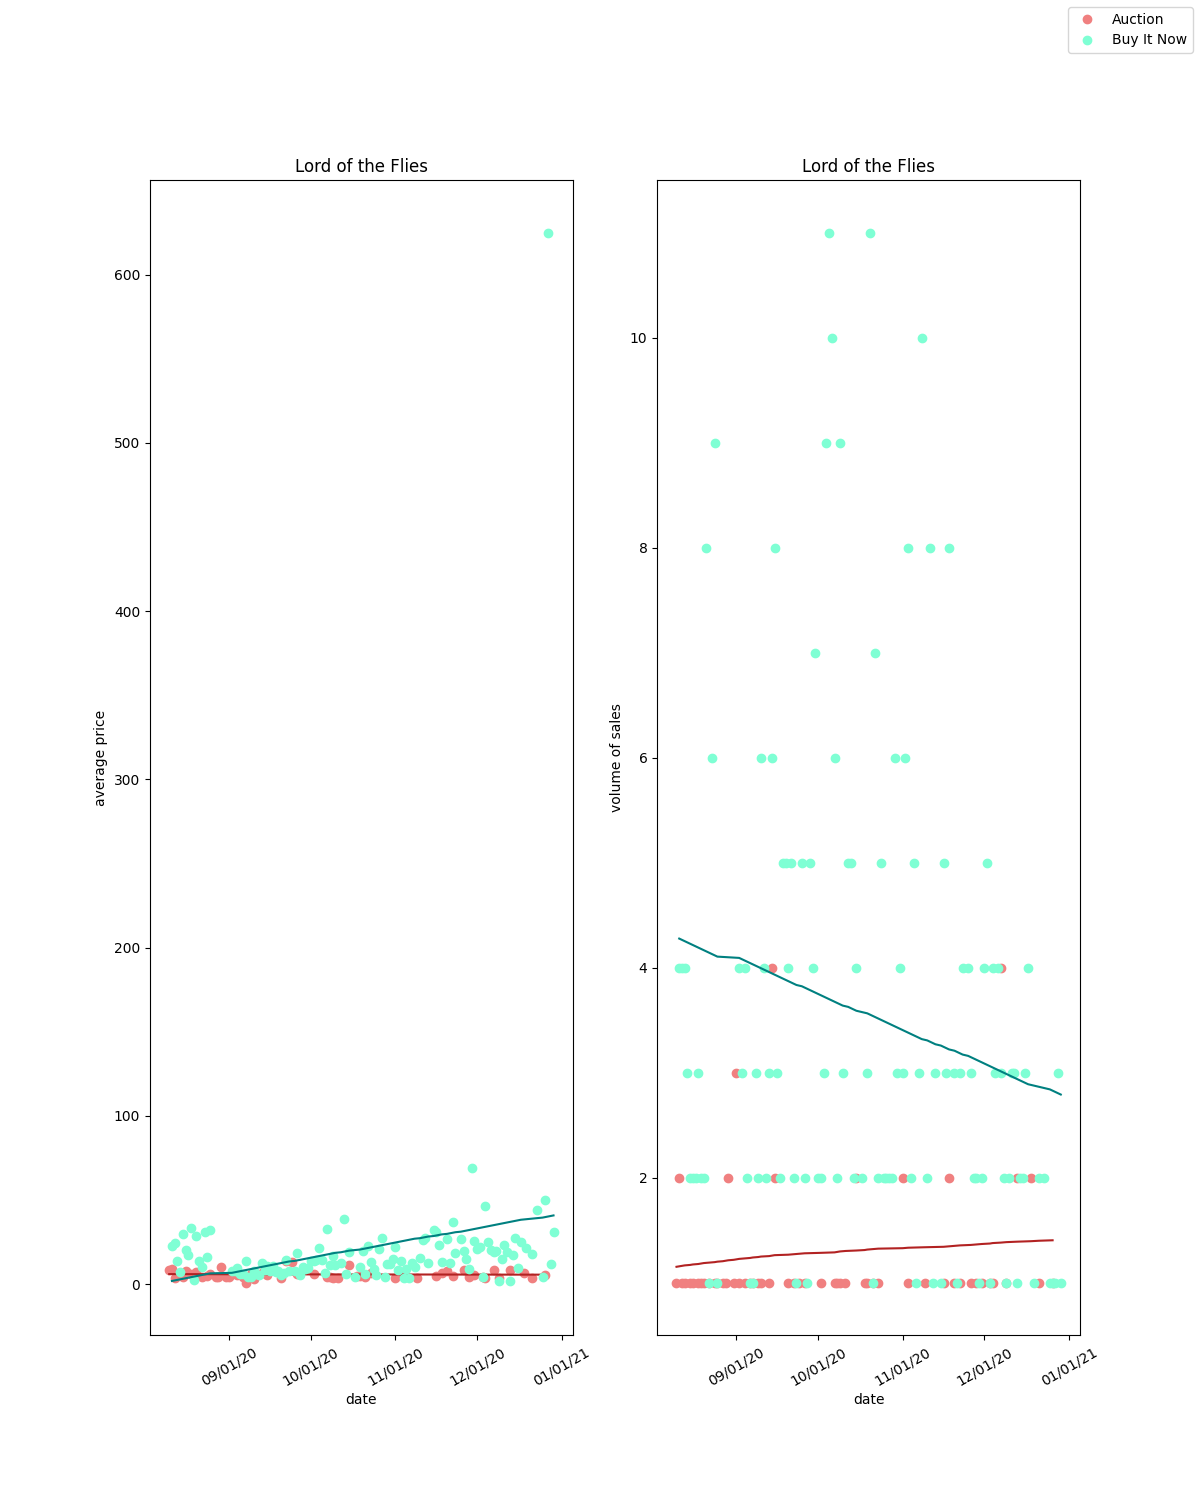 Auction
Buy It Now
Lord of the Flies
600
500
400
300
200
100
0
average price
09/01/20
10/01/20
11/01/20
12/01/20
01/01/21
date
Lord of the Flies
10
8
6
4
2
volume of sales
09/01/20
10/01/20
11/01/20
12/01/20
01/01/21
date